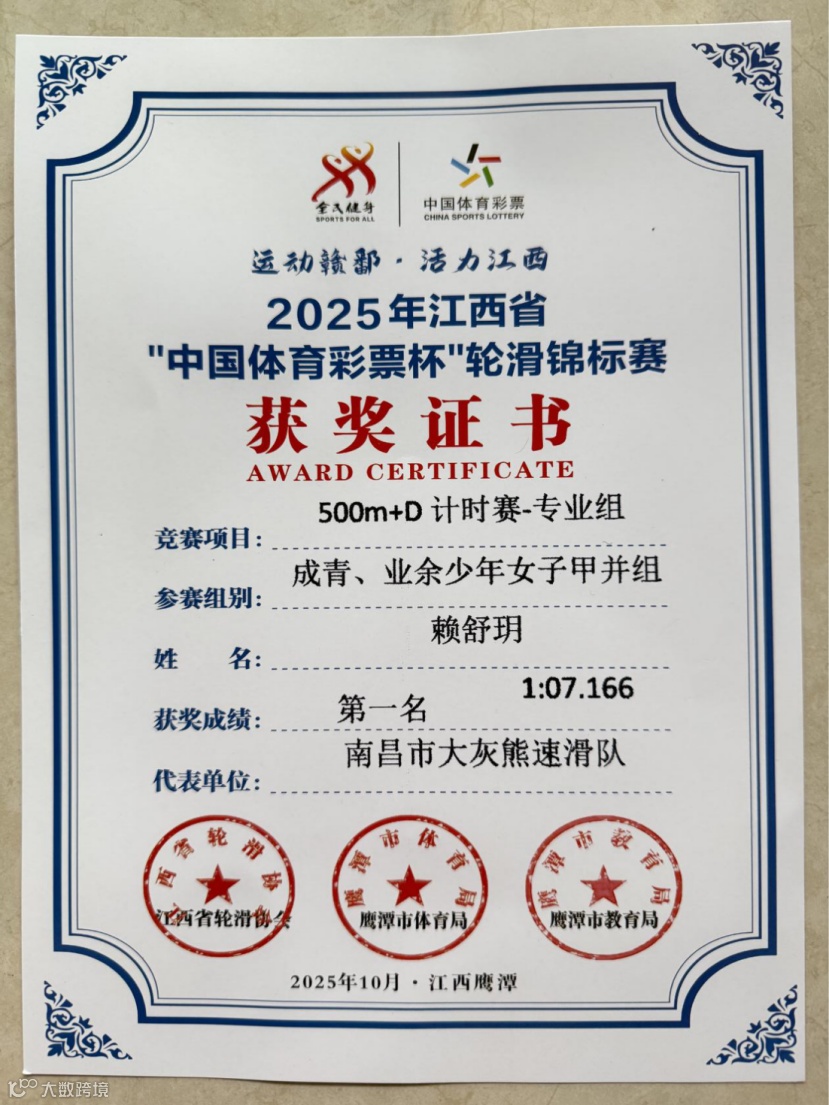 全民健身
SPORTS FOR ALL
中国体育彩票
CHINA SPORTS LOTTERY
运动赣鄱·活力江西
2025年江西省
"中国体育彩票杯"轮滑锦标赛
获奖证书
AWARD CERTIFICATE
竞赛项目: 500m+D 计时赛-专业组
参赛组别: 成青、业余少年女子甲并组
姓 名: 赖舒玥
获奖成绩: 第一名 1:07.166
代表单位: 南昌市大灰熊速滑队
江西省轮滑协会
鹰潭市体育局
鹰潭市教育局
江西省轮滑协会
鹰潭市体育局
鹰潭市教育局
2025年10月·江西鹰潭
大数跨境